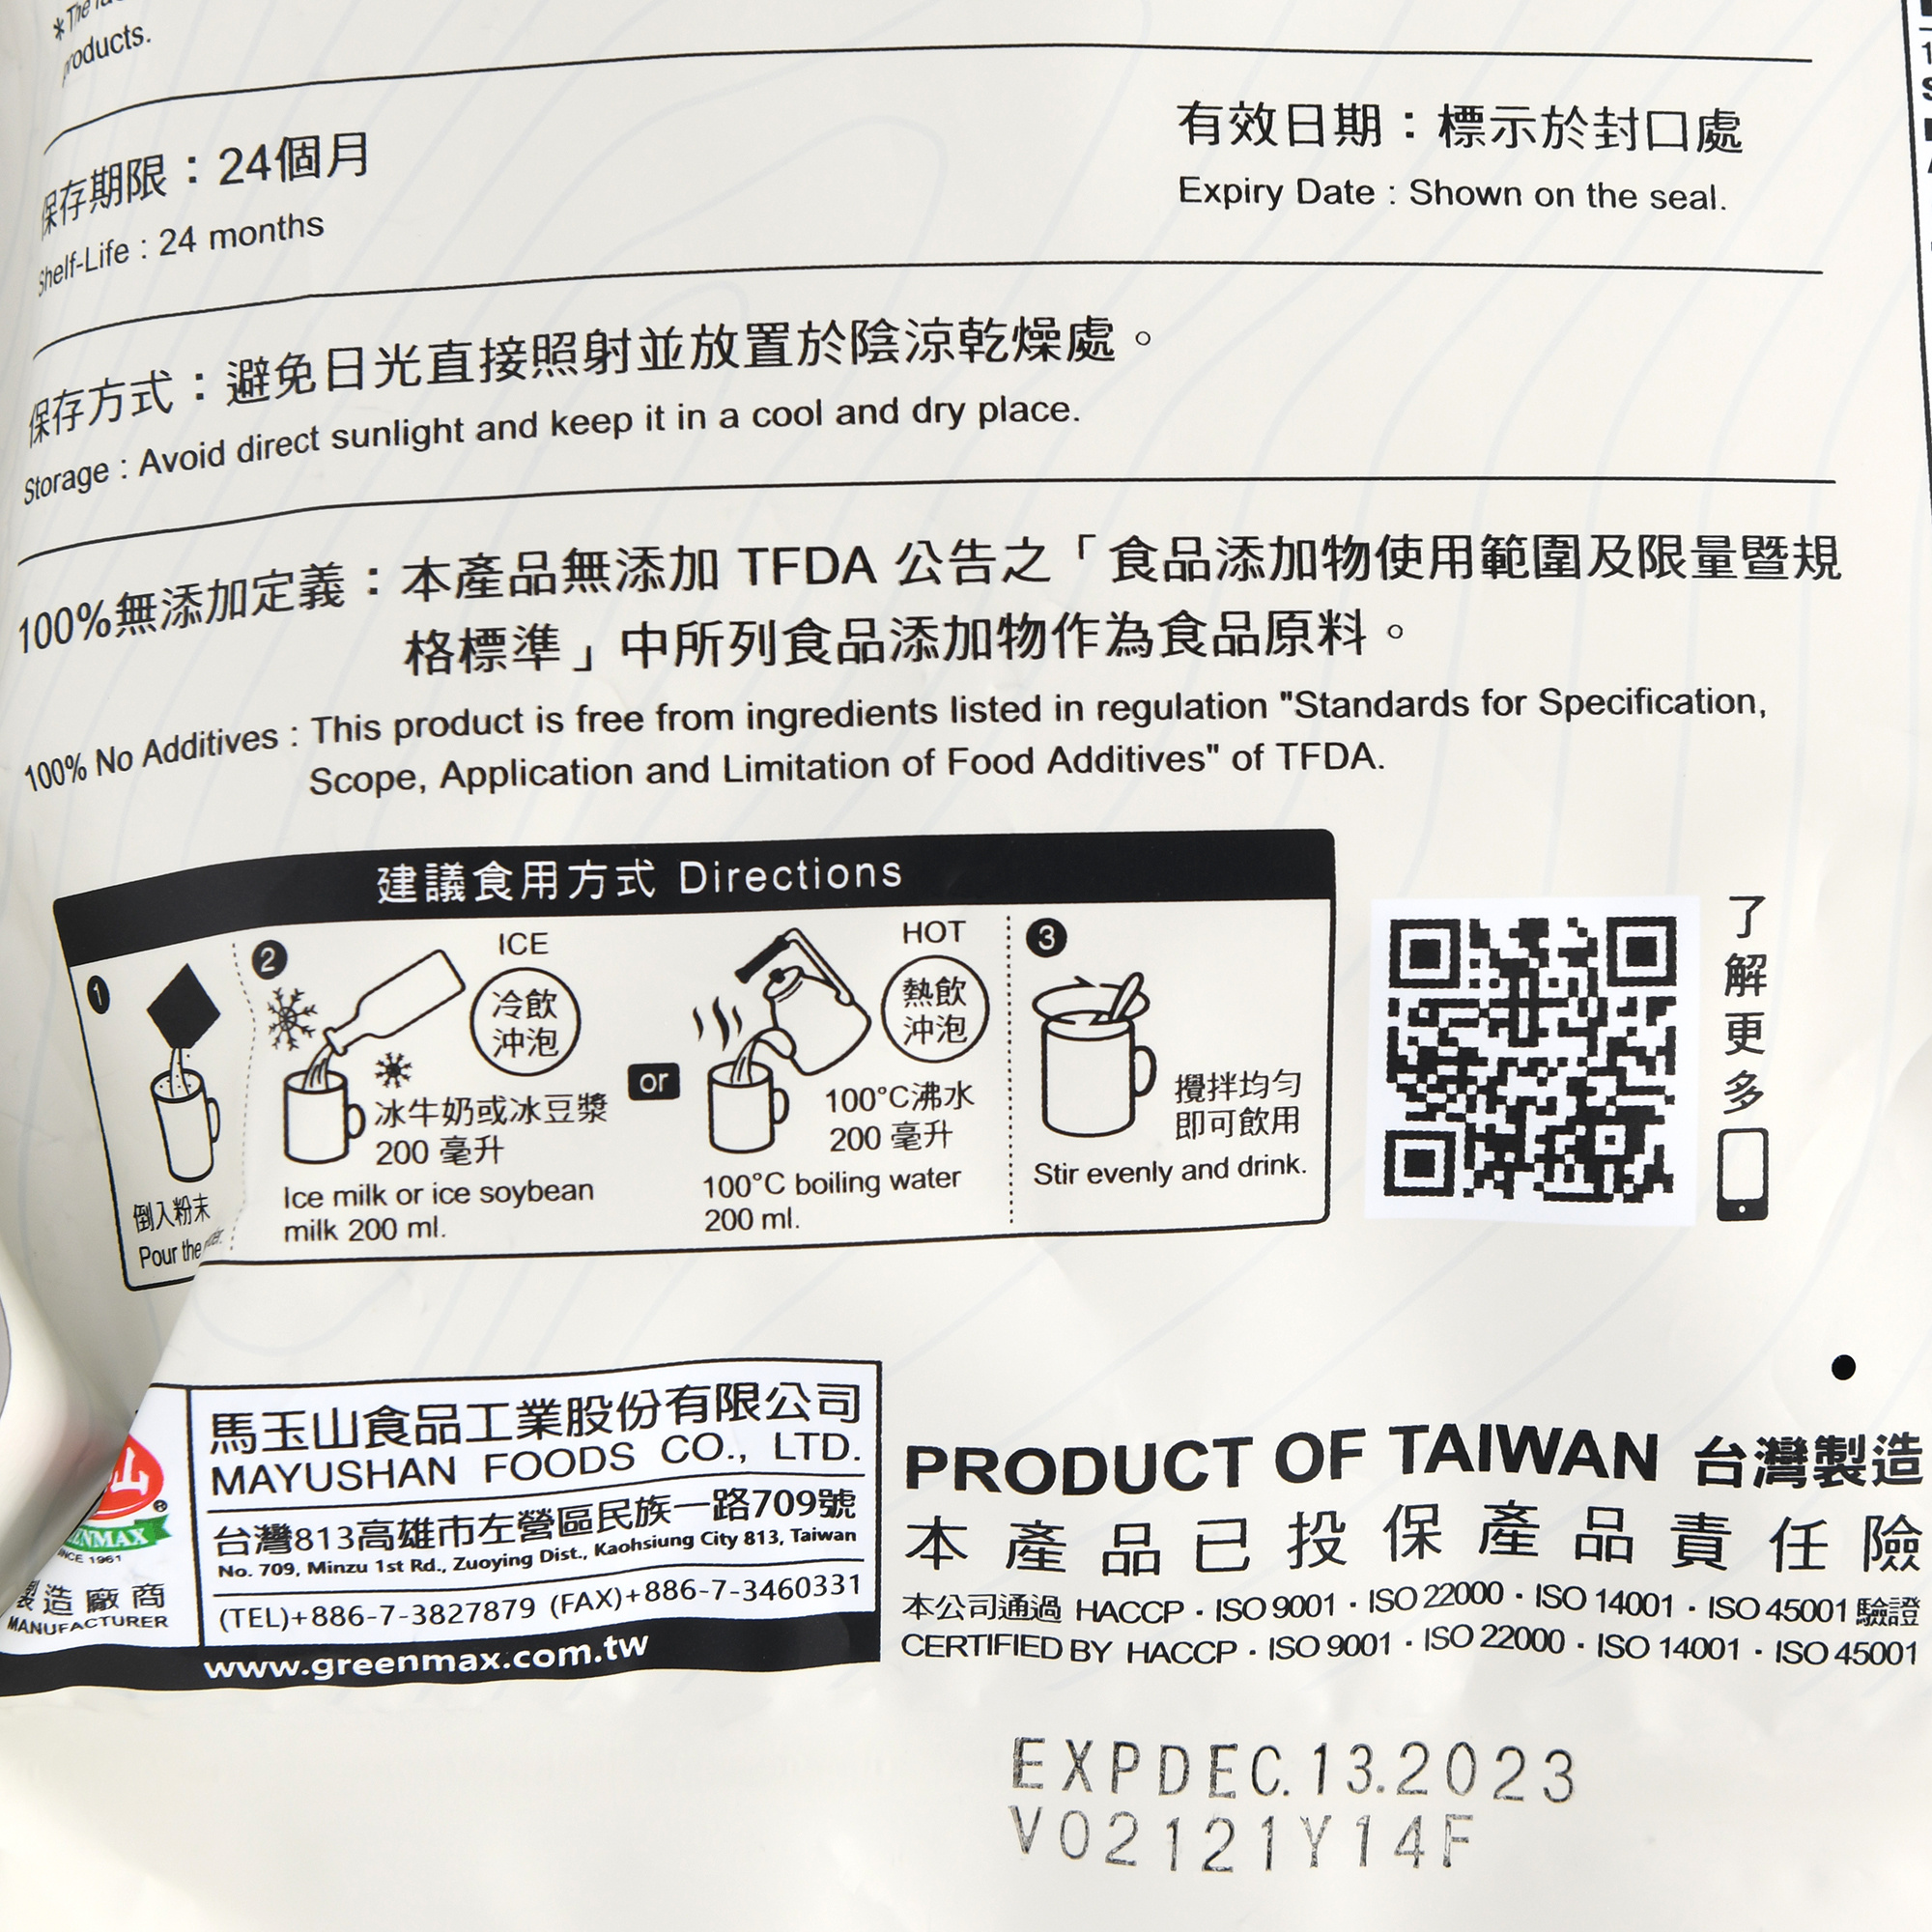 products.
保存期限：24個月
Shelf-Life : 24 months
有效日期：標示於封口處
Expiry Date : Shown on the seal.
保存方式：避免日光直接照射並放置於陰涼乾燥處。
Storage : Avoid direct sunlight and keep it in a cool and dry place.
100%無添加定義：本產品無添加 TFDA 公告之「食品添加物使用範圍及限量暨規
格標準」中所列食品添加物作為食品原料。
100% No Additives : This product is free from ingredients listed in regulation "Standards for Specification,
Scope, Application and Limitation of Food Additives" of TFDA.
建議食用方式 Directions
1
倒入粉末
Pour the
2
ICE
冷飲
沖泡
冰牛奶或冰豆漿
200 毫升
Ice milk or ice soybean
milk 200 ml.
or
HOT
熱飲
沖泡
100°C沸水
200 毫升
100°C boiling water
200 ml.
3
攪拌均勻
即可飲用
Stir evenly and drink.
了解更多
製造廠商
MANUFACTURER
馬玉山食品工業股份有限公司
MAYUSHAN FOODS CO., LTD.
台灣813高雄市左營區民族一路709號
No. 709, Minzu 1st Rd., Zuoying Dist., Kaohsiung City 813, Taiwan
(TEL)+886-7-3827879 (FAX)+886-7-3460331
www.greenmax.com.tw
PRODUCT OF TAIWAN 台灣製造
本產品已投保產品責任險
本公司通過 HACCP · ISO 9001 · ISO 22000 · ISO 14001 · ISO 45001 驗證
CERTIFIED BY HACCP · ISO 9001 · ISO 22000 · ISO 14001 · ISO 45001
EXPDEC.13.2023
V02121Y14F